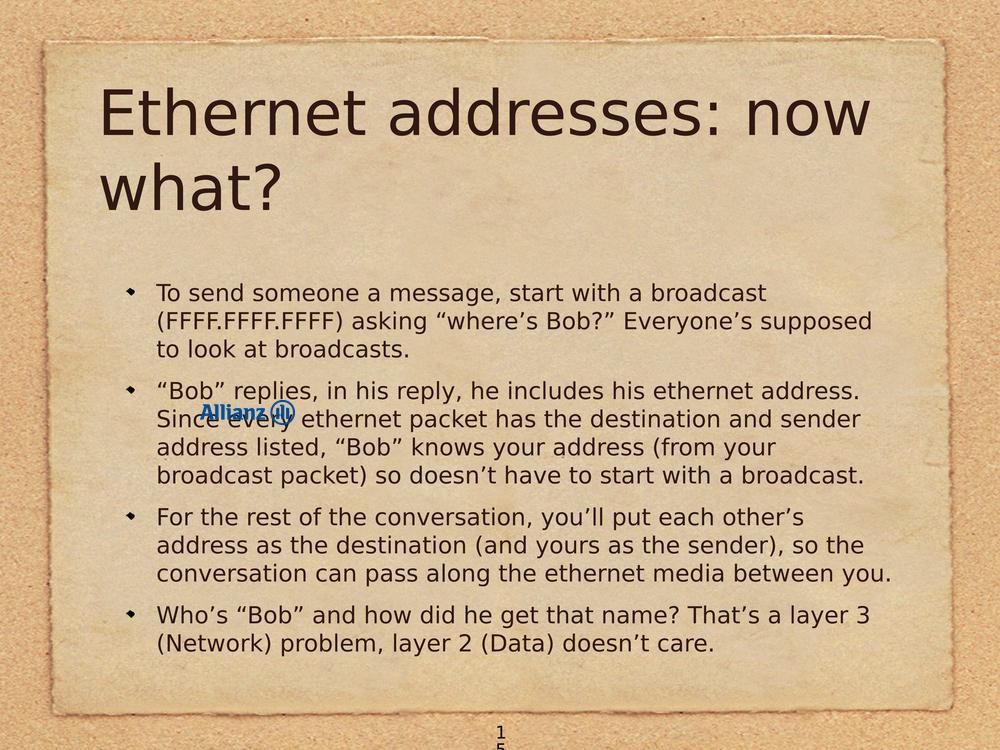 Ethernet addresses: now
what?
To send someone a message, start with a broadcast
(FFFF.FFFF.FFFF) asking “where’s Bob?” Everyone’s supposed
to look at broadcasts.
“Bob” replies, in his reply, he includes his ethernet address.
Allianz
Since every ethernet packet has the destination and sender
address listed, “Bob” knows your address (from your
broadcast packet) so doesn’t have to start with a broadcast.
For the rest of the conversation, you’ll put each other’s
address as the destination (and yours as the sender), so the
conversation can pass along the ethernet media between you.
Who’s “Bob” and how did he get that name? That’s a layer 3
(Network) problem, layer 2 (Data) doesn’t care.
1
5